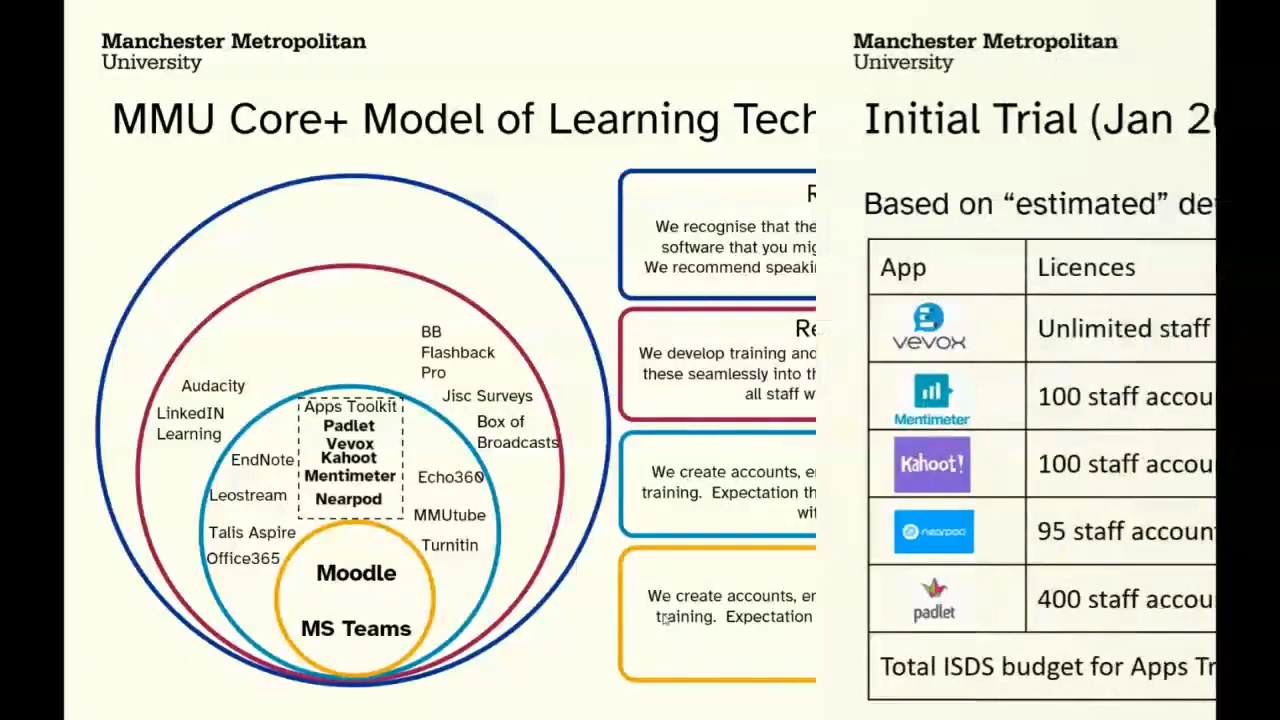 Manchester Metropolitan
University
MMU Core+ Model of Learning Tech
We recognise that the
software that you mig
We recommend speakin
Re
We develop training and
these seamlessly into th
all staff w
We create accounts, en
training. Expectation th
wit
We create accounts, en
training. Expectation
BB
Flashback
Pro
Audacity
Jisc Surveys
LinkedIN
Learning
Box of
Broadcasts
Apps Toolkit
Padlet
Vevox
Kahoot
Mentimeter
Nearpod
EndNote
Echo360
Leostream
MMUtube
Talis Aspire
Turnitin
Office365
Moodle
MS Teams
Manchester Metropolitan
University
Initial Trial (Jan 20
Based on “estimated” de
App
Licences
vevox
Unlimited staff
Mentimeter
100 staff accou
Kahoot!
100 staff accou
nearpod
95 staff accoun
padlet
400 staff accou
Total ISDS budget for Apps Tr